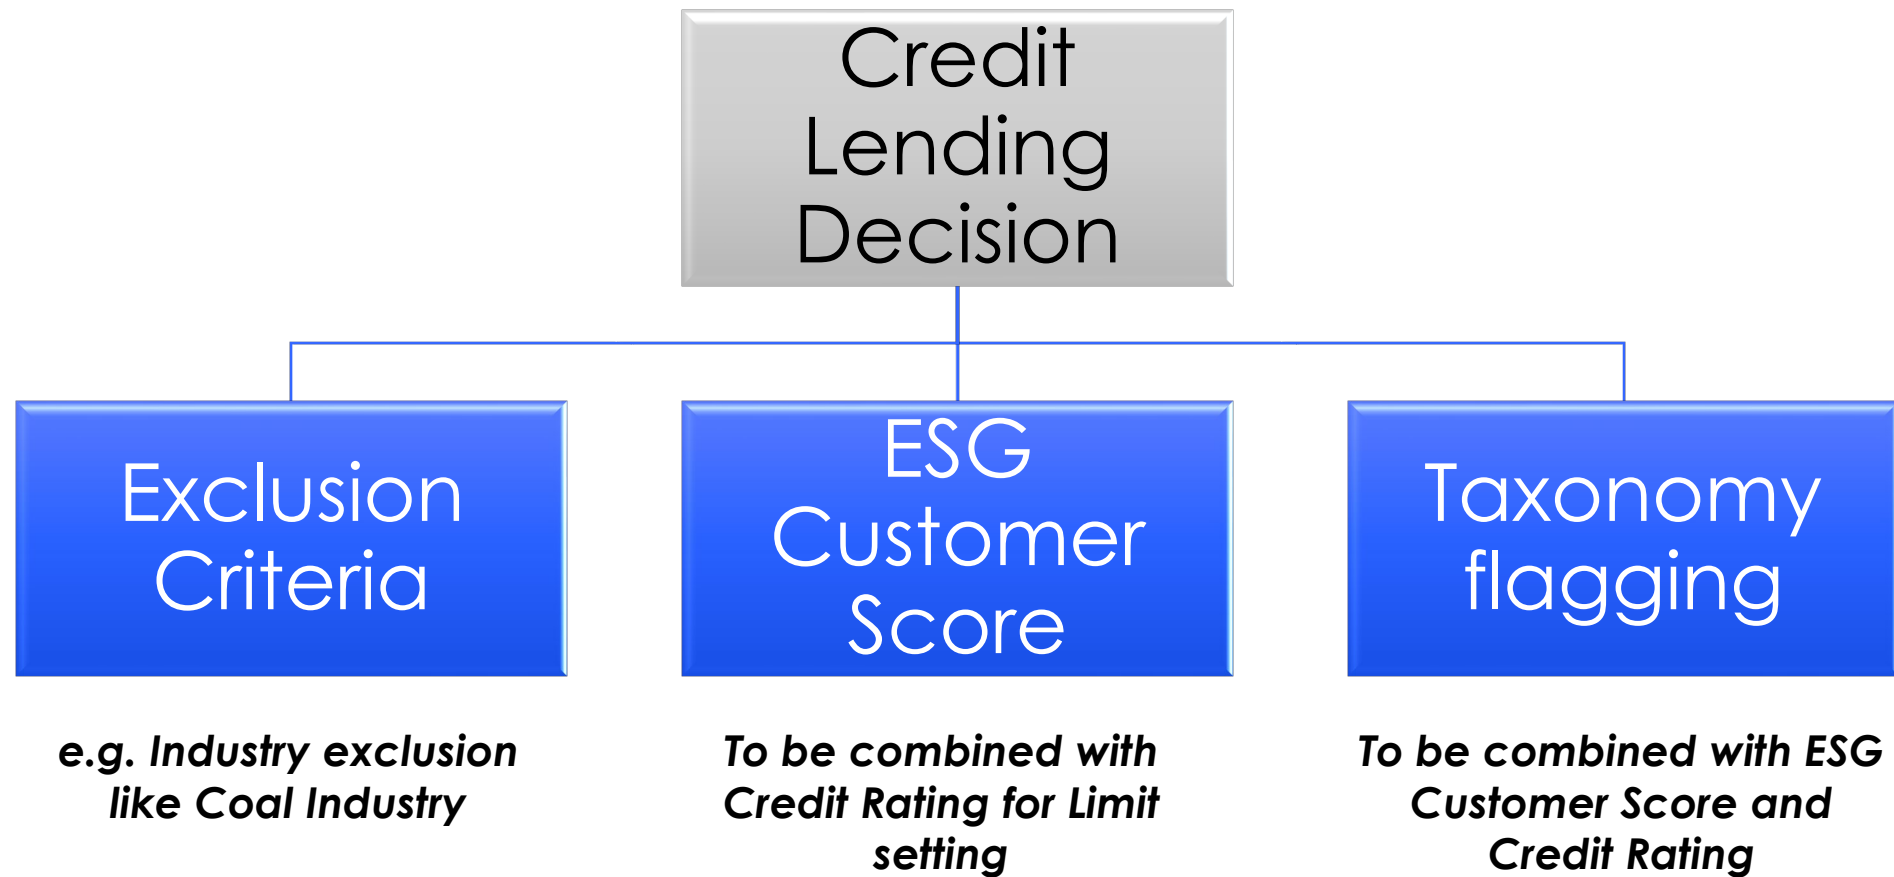 Credit
Lending
Decision
Exclusion
Criteria
ESG
Customer
Score
Taxonomy
flagging
e.g. Industry exclusion
like Coal Industry
To be combined with
Credit Rating for Limit
setting
To be combined with ESG
Customer Score and
Credit Rating